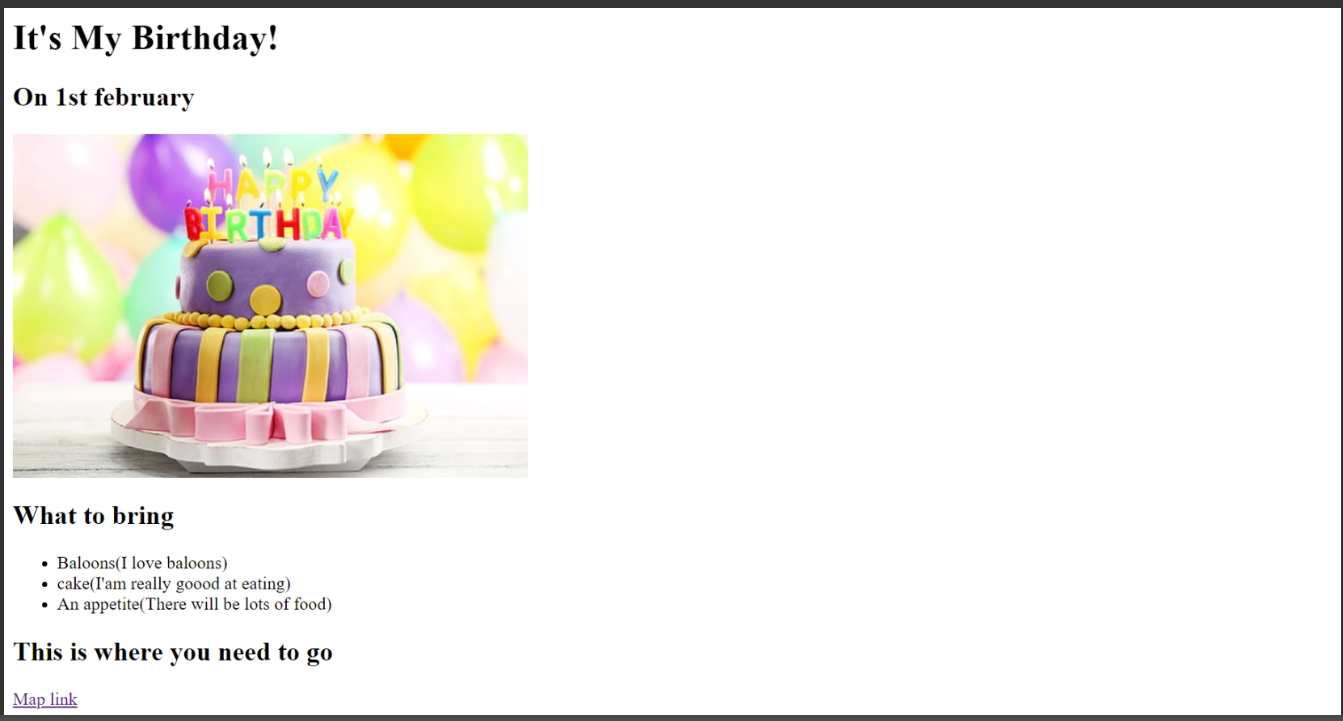 It's My Birthday!
On 1st february
HAPPY
BIRTHDAY
What to bring
Baloons(I love baloons)
cake(I'am really goood at eating)
An appetite(There will be lots of food)
This is where you need to go
Map link